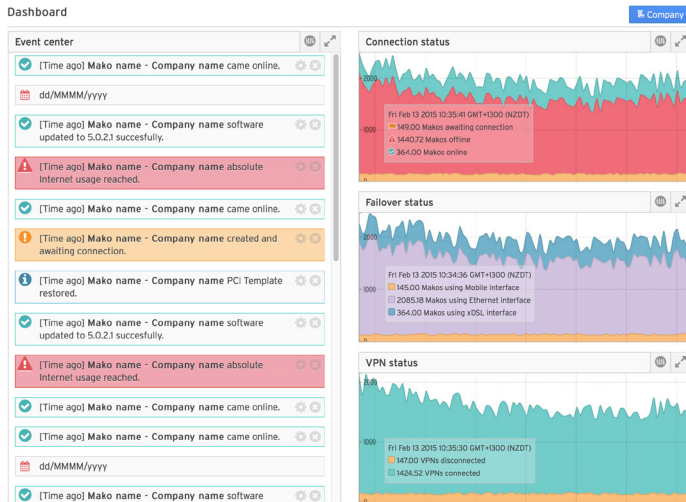 Dashboard
Company
Event center
[Time ago] Mako name - Company name came online.
dd/MMMM/yyyy
[Time ago] Mako name - Company name software
updated to 5.0.2.1 succesfully.
[Time ago] Mako name - Company name absolute
Internet usage reached.
[Time ago] Mako name - Company name came online.
[Time ago] Mako name - Company name created and
awaiting connection.
[Time ago] Mako name - Company name PCI Template
restored.
[Time ago] Mako name - Company name software
updated to 5.0.2.1 succesfully.
[Time ago] Mako name - Company name absolute
Internet usage reached.
[Time ago] Mako name - Company name came online.
[Time ago] Mako name - Company name came online.
dd/MMMM/yyyy
[Time ago] Mako name - Company name software
Connection status
2000
Fri Feb 13 2015 10:35:41 GMT+1300 (NZDT)
149.00 Makos awaiting connection
1000
1440.72 Makos offline
364.00 Makos online
0
Failover status
2000
Fri Feb 13 2015 10:34:36 GMT+1300 (NZDT)
145.00 Makos using Mobile interface
1000
2085.18 Makos using Ethernet interface
364.00 Makos using xDSL interface
0
VPN status
2000
1000
Fri Feb 13 2015 10:35:30 GMT+1300 (NZDT)
147.00 VPNs disconnected
1424.52 VPNs connected
0